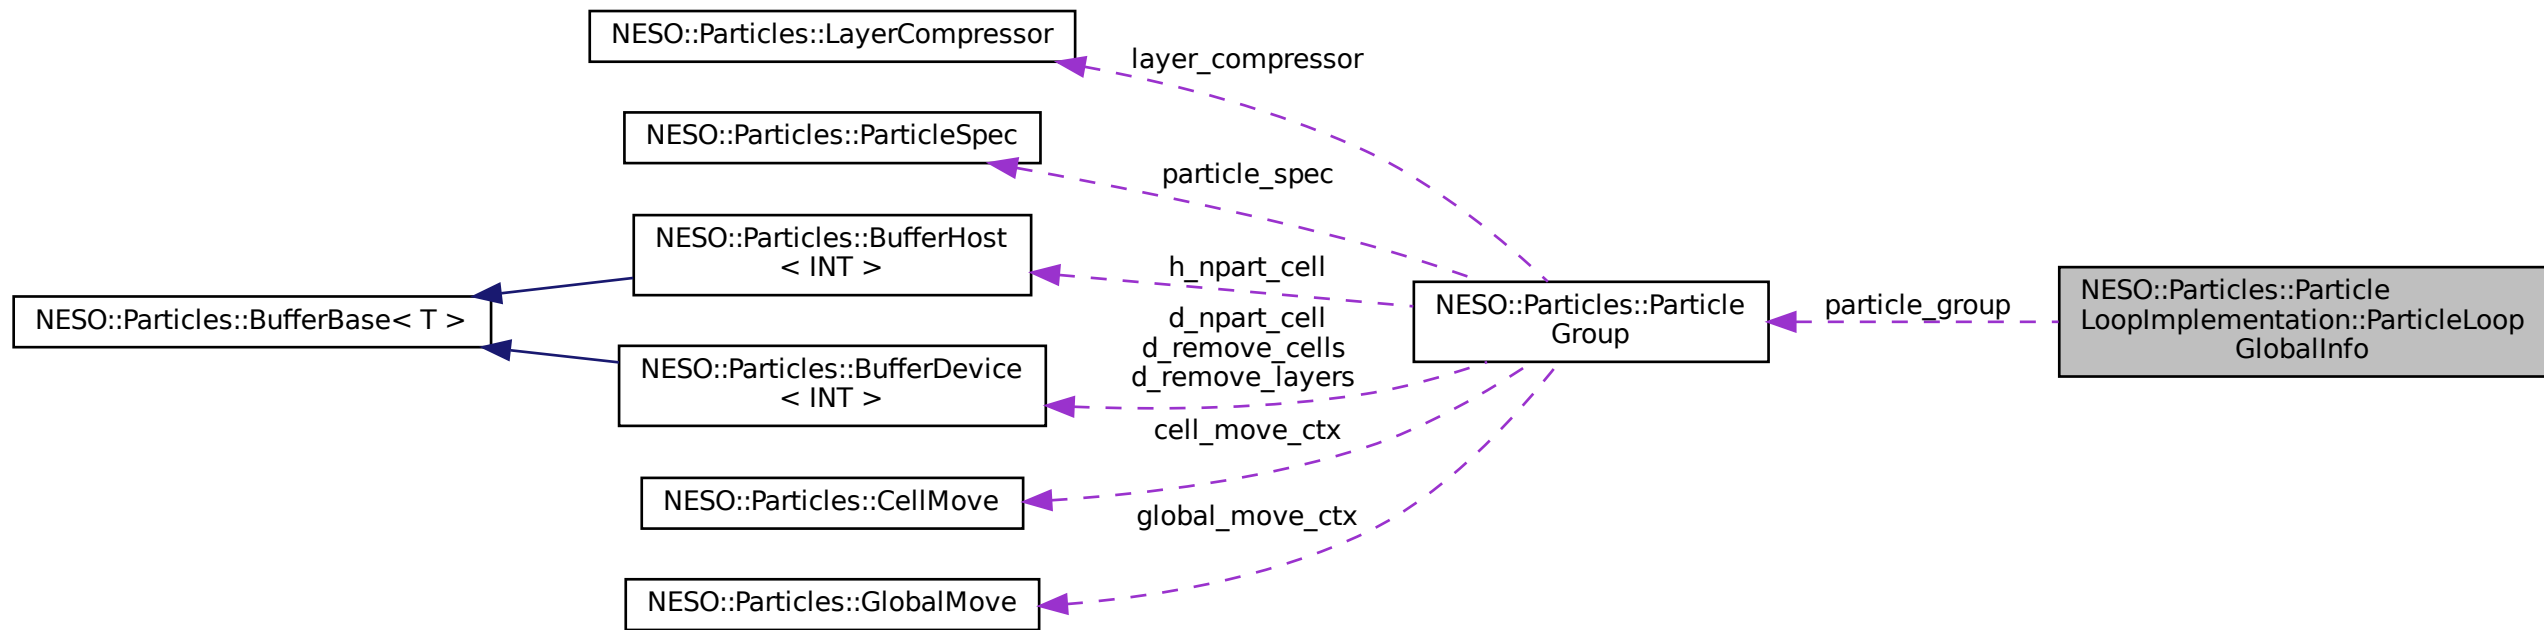 NESO::Particles::LayerCompressor
layer_compressor
NESO::Particles::ParticleSpec
particle_spec
NESO::Particles::BufferHost
< INT >
h_npart_cell
NESO::Particles::BufferBase< T >
NESO::Particles::Particle
Group
particle_group
NESO::Particles::Particle
LoopImplementation::ParticleLoop
GlobalInfo
d_npart_cell
d_remove_cells
d_remove_layers
NESO::Particles::BufferDevice
< INT >
cell_move_ctx
NESO::Particles::CellMove
global_move_ctx
NESO::Particles::GlobalMove